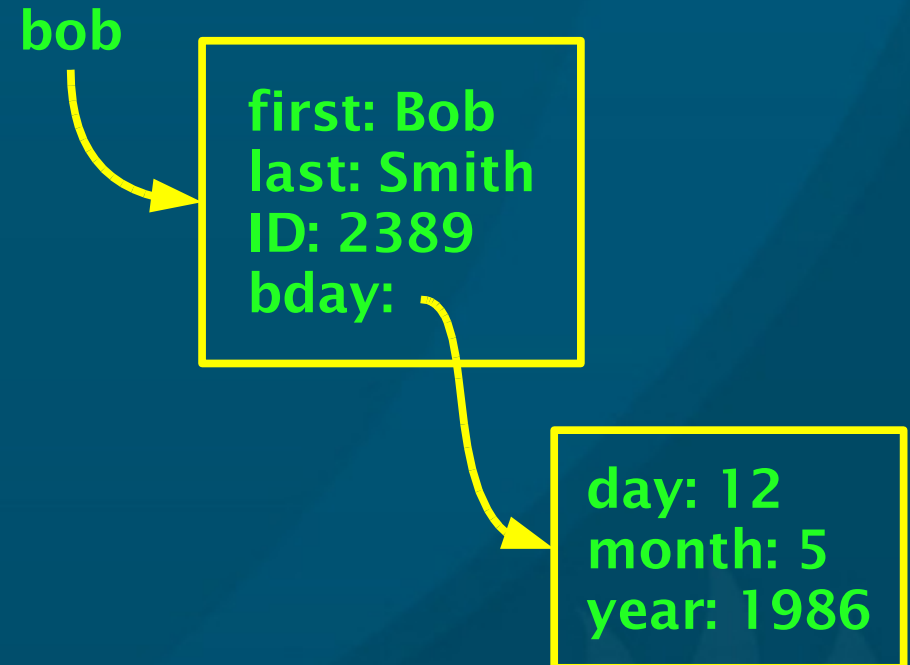 bob
first: Bob
last: Smith
ID: 2389
bday:
day: 12
month: 5
year: 1986